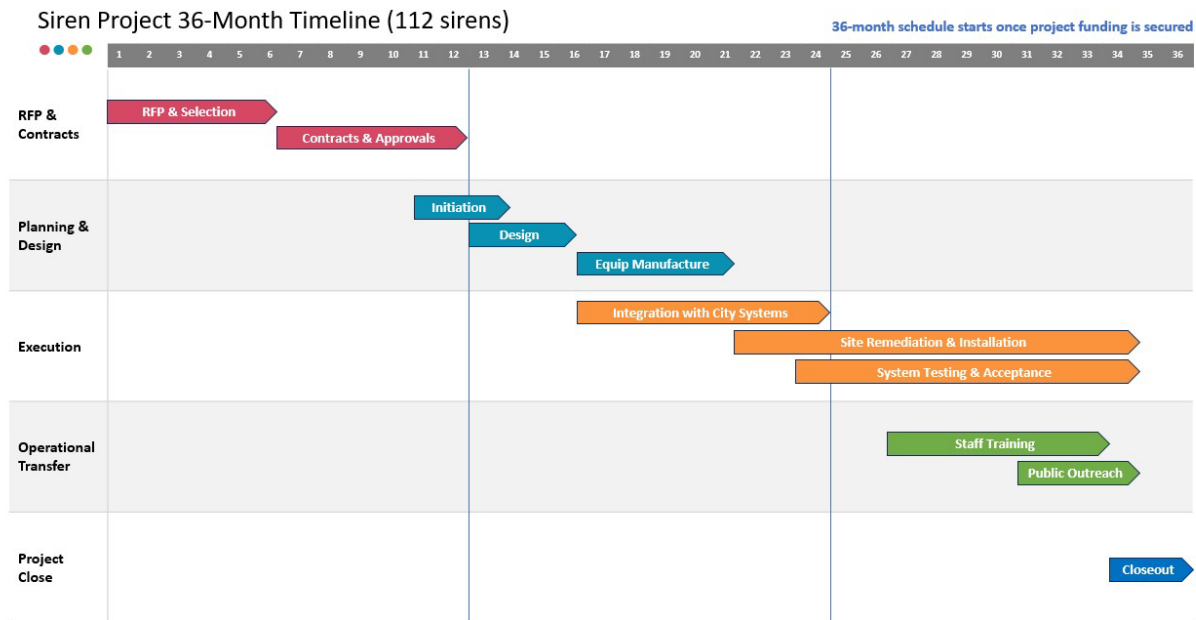 Siren Project 36-Month Timeline (112 sirens)
36-month schedule starts once project funding is secured
1 2 3 4 5 6 7 8 9 10 11 12 13 14 15 16 17 18 19 20 21 22 23 24 25 26 27 28 29 30 31 32 33 34 35 36
RFP &
Contracts
RFP & Selection
Contracts & Approvals
Planning &
Design
Initiation
Design
Equip Manufacture
Execution
Integration with City Systems
Site Remediation & Installation
System Testing & Acceptance
Operational
Transfer
Staff Training
Public Outreach
Project
Close
Closeout